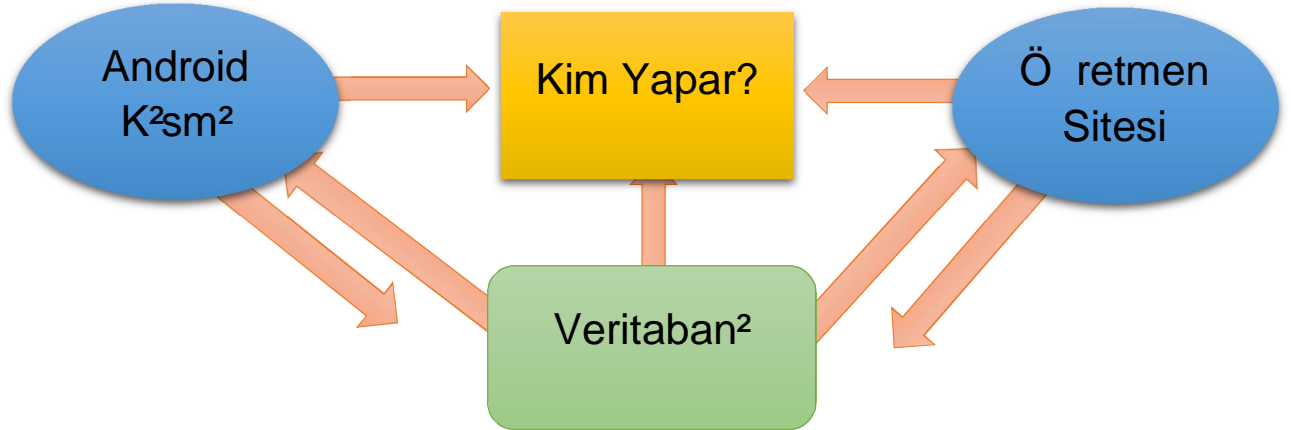 Android
K²sm²
Kim Yapar?
Ö retmen
Sitesi
Veritaban²